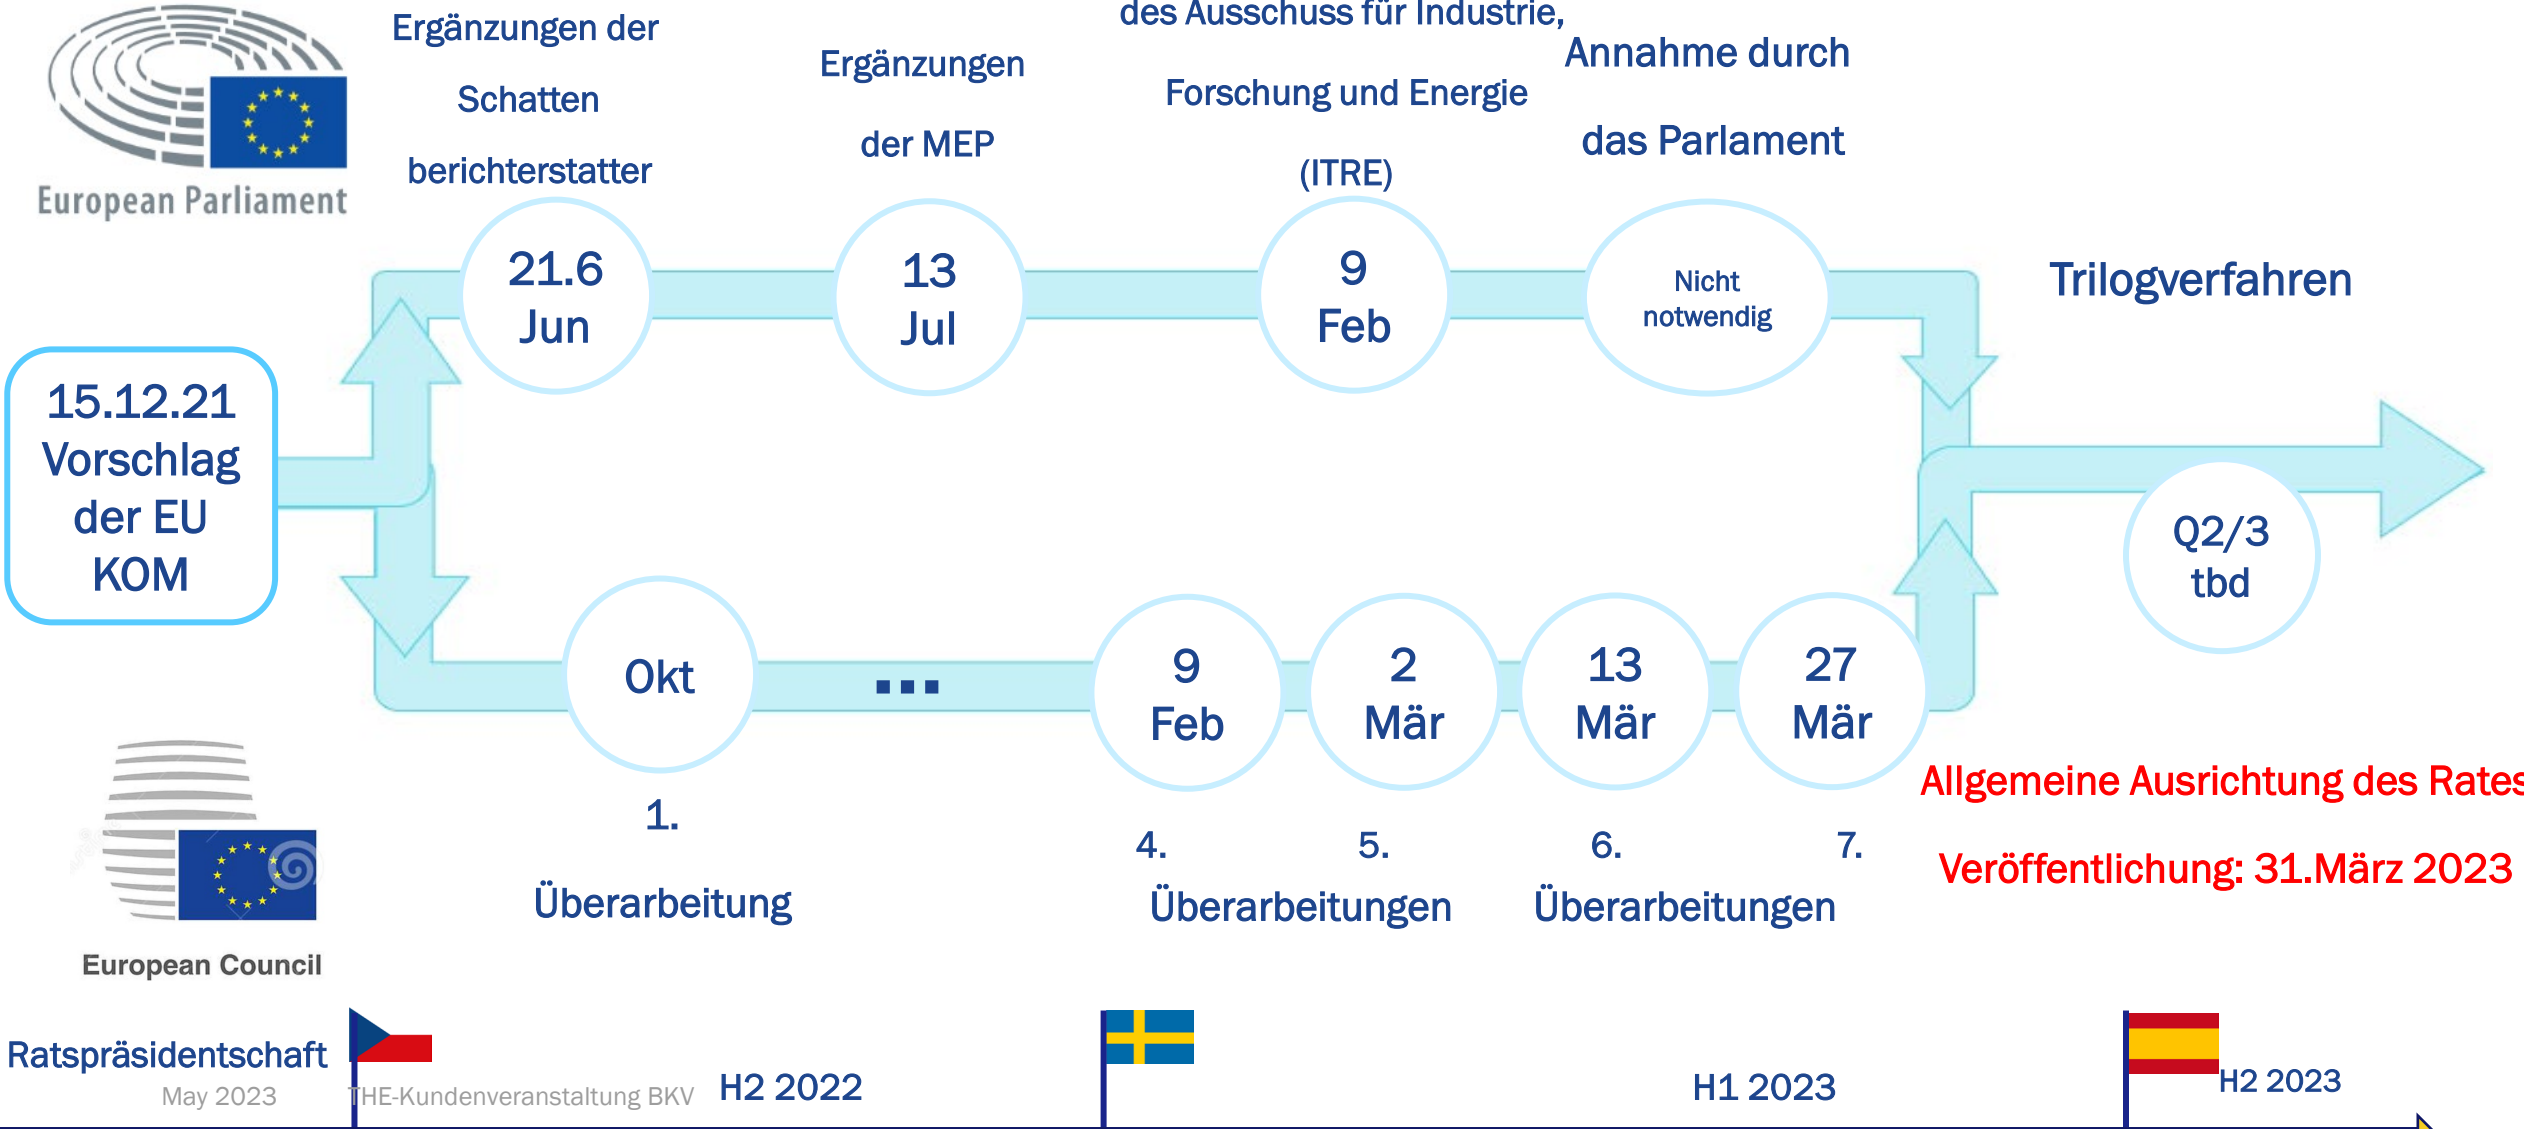 Ergänzungen der
Schatten
berichterstatter
Ergänzungen
der MEP
des Ausschuss für Industrie,
Forschung und Energie
(ITRE)
Annahme durch
das Parlament
European Parliament
21.6
Jun
13
Jul
9
Feb
Nicht
notwendig
Trilogverfahren
15.12.21
Vorschlag
der EU
KOM
Q2/3
tbd
Okt
...
9
Feb
2
Mär
13
Mär
27
Mär
1.
Überarbeitung
4.
5.
Überarbeitungen
6.
7.
Überarbeitungen
Allgemeine Ausrichtung des Rates
Veröffentlichung: 31.März 2023
European Council
Ratspräsidentschaft
May 2023
THE-Kundenveranstaltung BKV
H2 2022
H1 2023
H2 2023